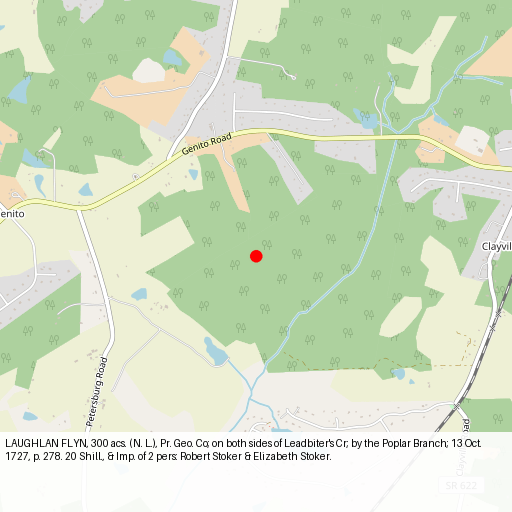 Genito Road
enito
Clayvil
Petersburg Road
LAUGHLAN FLYN, 300 acs. (N. L.), Pr. Geo. Co; on both sides of Leadbiter's Cr; by the Poplar Branch; 13 Oct.
1727, p. 278. 20 Shill., & Imp. of 2 pers: Robert Stoker & Elizabeth Stoker.
SR 622